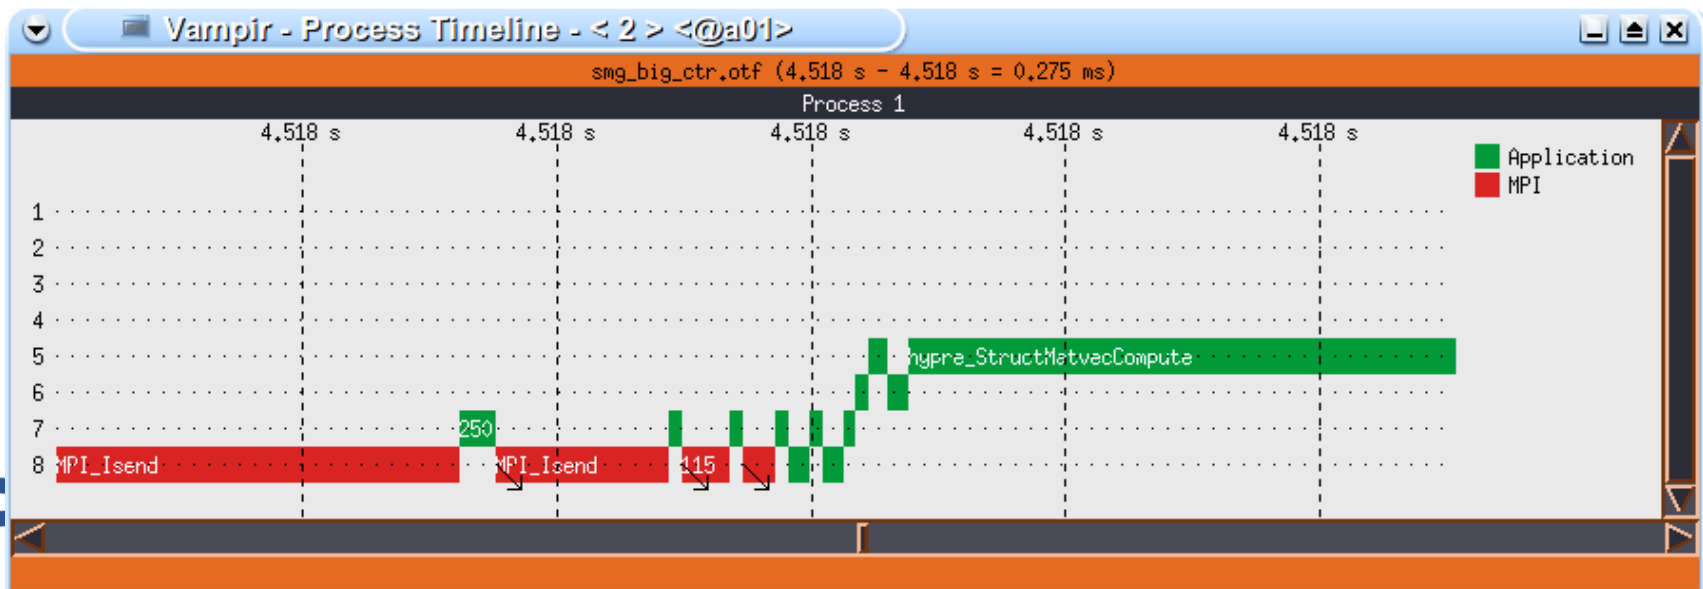 Vampir - Process Timeline - < 2 > <@a01>
smg_big_ctr.otf (4.518 s - 4.518 s = 0.275 ms)
Process 1
4.518 s 4.518 s 4.518 s 4.518 s 4.518 s
Application
MPI
1
2
3
4
5 hypre_StructMatvecCompute
6
7 250
8 MPI_Isend MPI_Isend 115